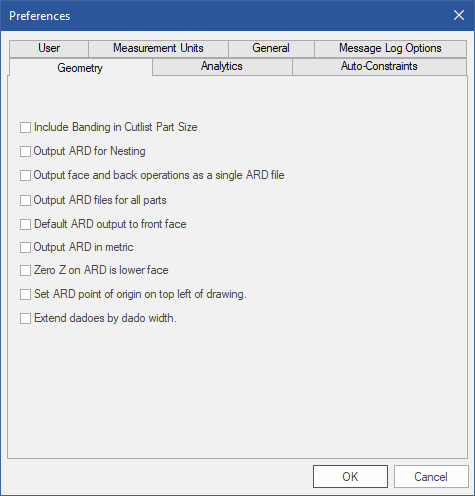 Preferences
User Measurement Units General Message Log Options
Geometry Analytics Auto-Constraints
Include Banding in Cutlist Part Size
Output ARD for Nesting
Output face and back operations as a single ARD file
Output ARD files for all parts
Default ARD output to front face
Output ARD in metric
Zero Z on ARD is lower face
Set ARD point of origin on top left of drawing.
Extend dadoes by dado width.
OK Cancel